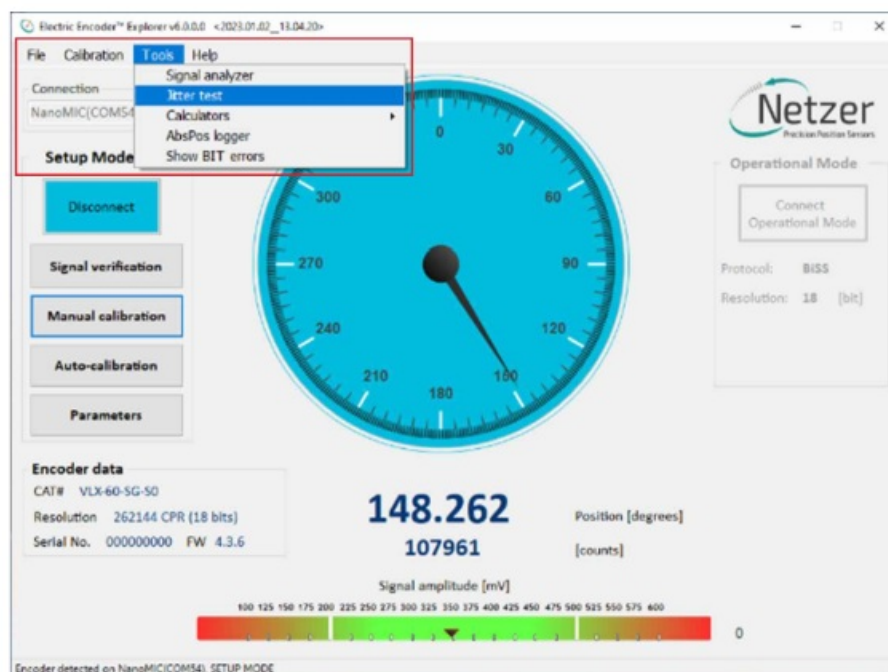 Electric Encoder™ Explorer v6.0.0.0 <2023.01.02__13.04.20>
File Calibration Tools Help
Signal analyzer
Jitter test
Calculators
AbsPos logger
Show BIT errors
Connection
NanoMIC(COM54
Setup Mode
Disconnect
Signal verification
Manual calibration
Auto-calibration
Parameters
0
30
60
90
120
150
180
210
240
270
300
Netzer
Precision Position Sensors
Operational Mode
Connect
Operational Mode
Protocol: BiSS
Resolution: 18 [bit]
Encoder data
CAT# VLX-60-SG-S0
Resolution 262144 CPR (18 bits)
Serial No. 000000000 FW 4.3.6
148.262 Position [degrees]
107961 [counts]
Signal amplitude [mV]
100 125 150 175 200 225 250 275 300 325 350 375 400 425 450 475 500 525 550 575 600
0
Encoder detected on NanoMIC(COM54). SETUP MODE